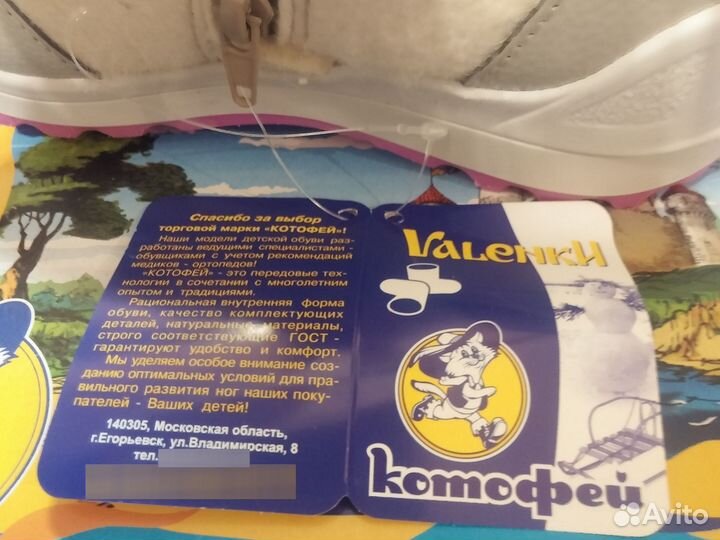 Спасибо за выбор
торговой марки «КОТОФЕЙ»!
Наши модели детской обуви раз-
работаны ведущими специалистами -
обувщиками с учетом рекомендаций
медиков - ортопедов!
«КОТОФЕЙ» - это передовые тех-
нологии в сочетании с многолетним
опытом и традициями.
Рациональная внутренняя форма
обуви, качество комплектующих
деталей, натуральные материалы,
строго соответствующие ГОСТ -
гарантируют удобство и комфорт.
Мы уделяем особое внимание соз-
данию оптимальных условий для пра-
вильного развития ног наших поку-
пателей - Ваших детей!
140305, Московская область,
г.Егорьевск, ул.Владимирская, 8
тел.
VALенкИ
котофей
Avito